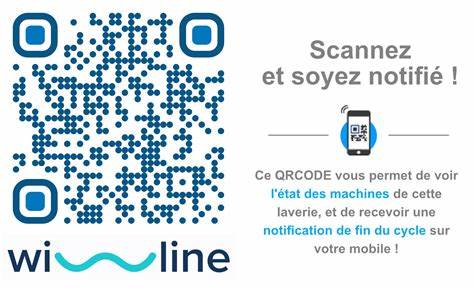 Scannez
et soyez notifié !
Ce QRCODE vous permet de voir
l'état des machines de cette
laverie, et de recevoir une
notification de fin du cycle sur
votre mobile !
wi line